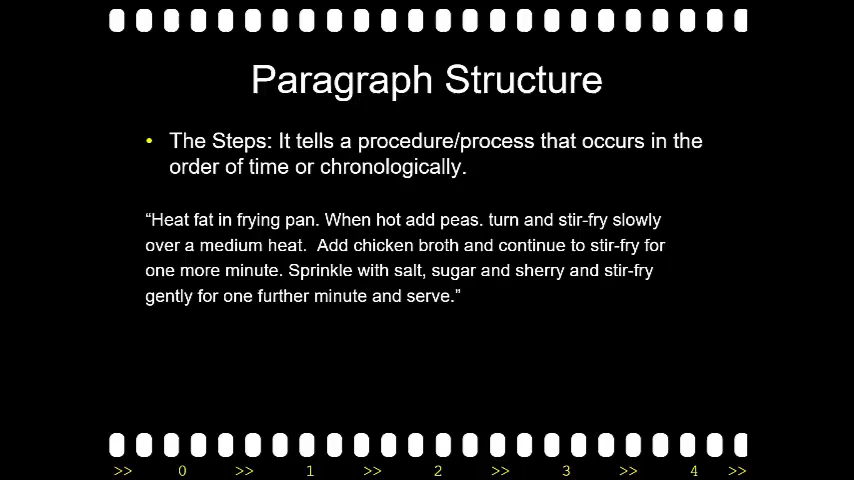 Paragraph Structure
• The Steps: It tells a procedure/process that occurs in the
order of time or chronologically.
“Heat fat in frying pan. When hot add peas. turn and stir-fry slowly
over a medium heat.  Add chicken broth and continue to stir-fry for
one more minute. Sprinkle with salt, sugar and sherry and stir-fry
gently for one further minute and serve.”
>> 0 >> 1 >> 2 >> 3 >> 4 >>